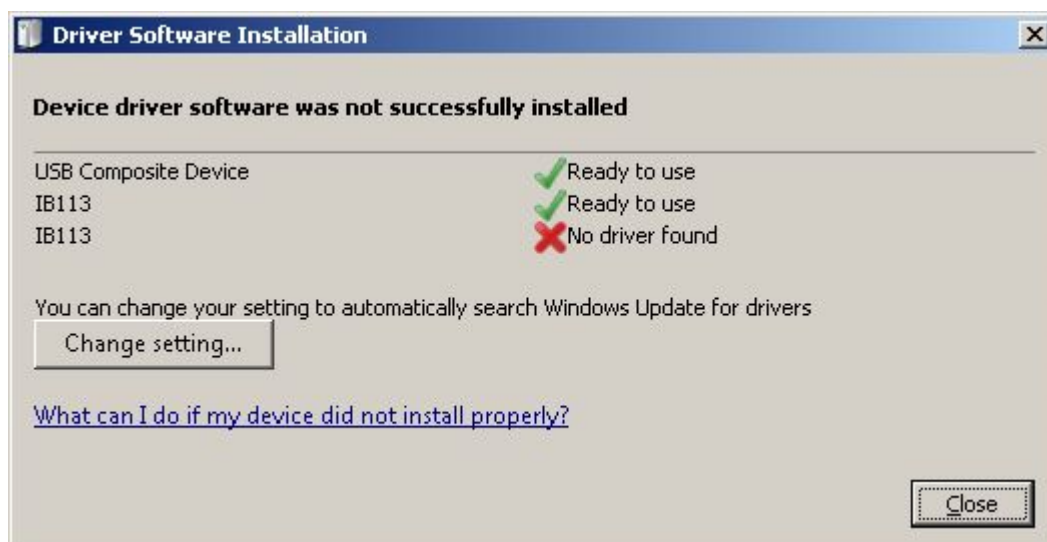 Driver Software Installation
Device driver software was not successfully installed
USB Composite Device Ready to use
IB113 Ready to use
IB113 No driver found
You can change your setting to automatically search Windows Update for drivers
Change setting...
What can I do if my device did not install properly?
Close